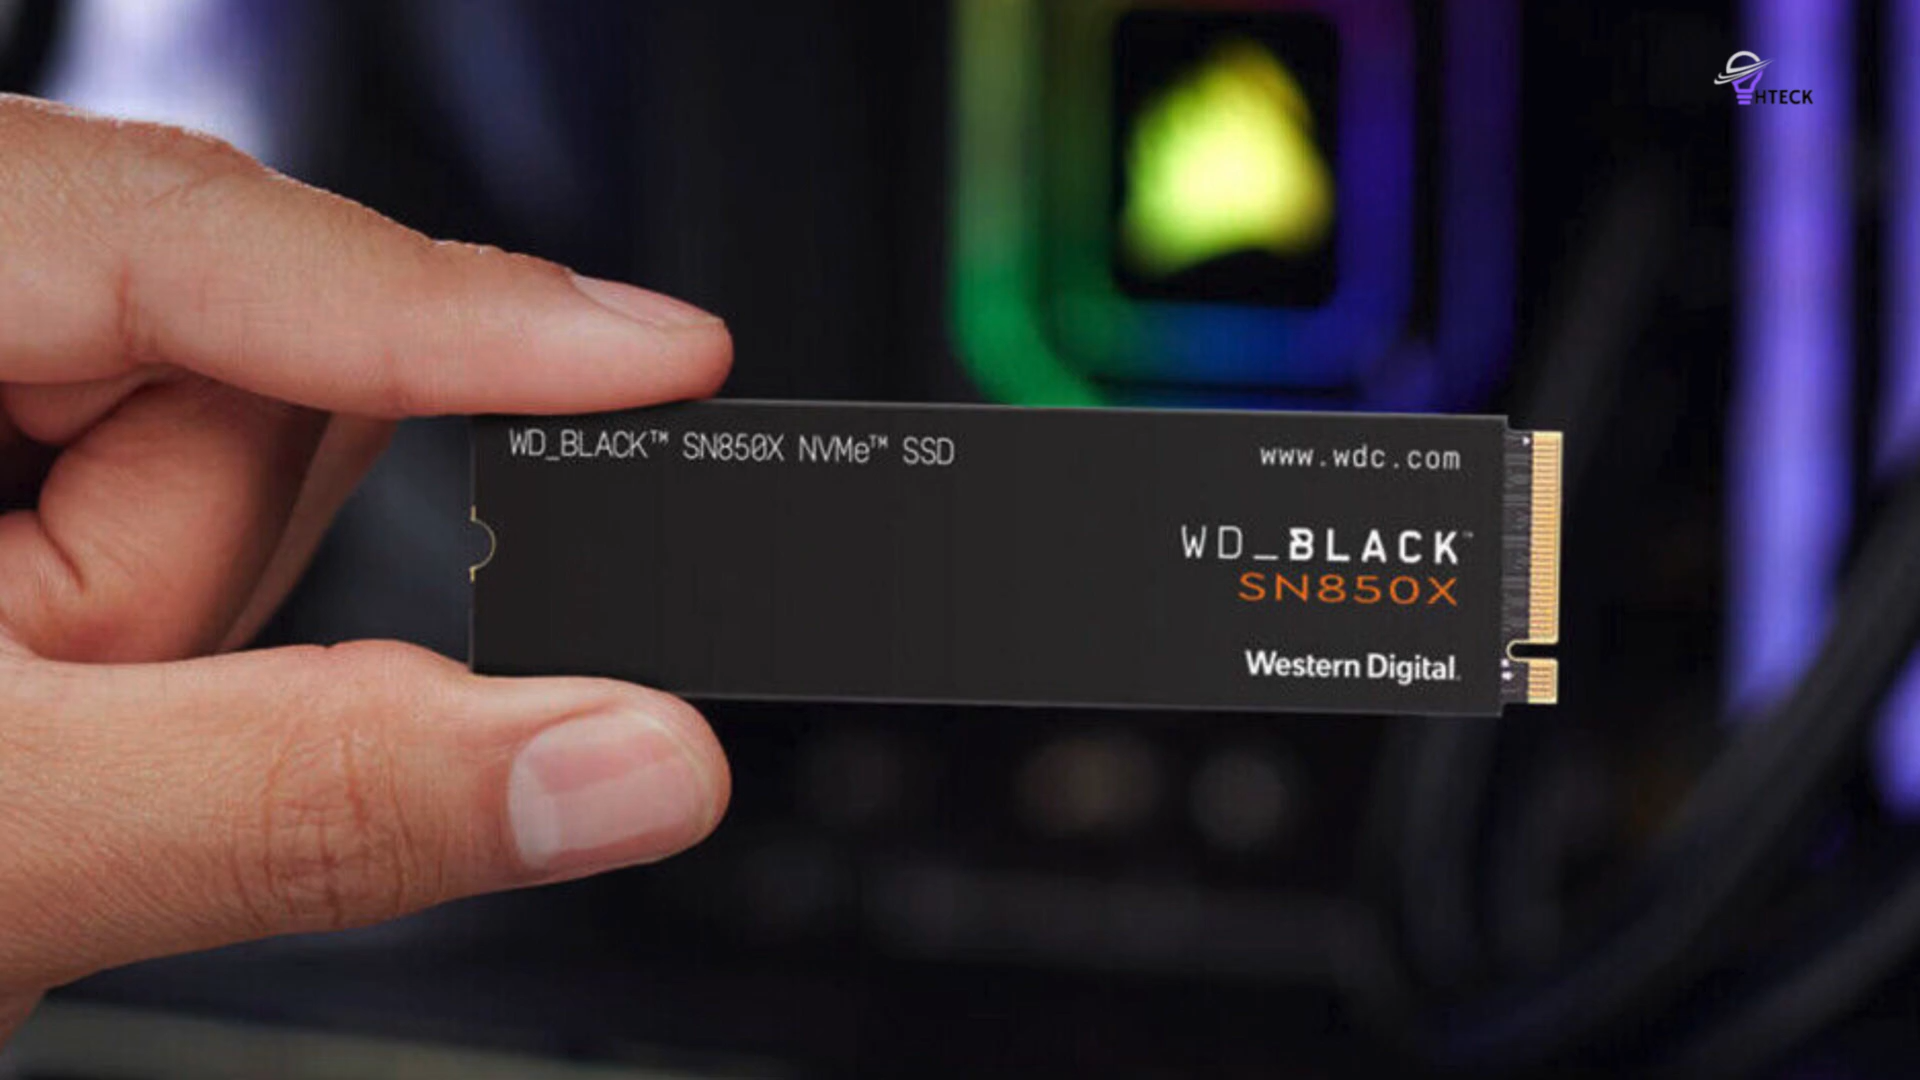 HTECK
WD_BLACK™ SN850X NVMe™ SSD
www.wdc.com
WD_BLACK™
SN850X
Western Digital.